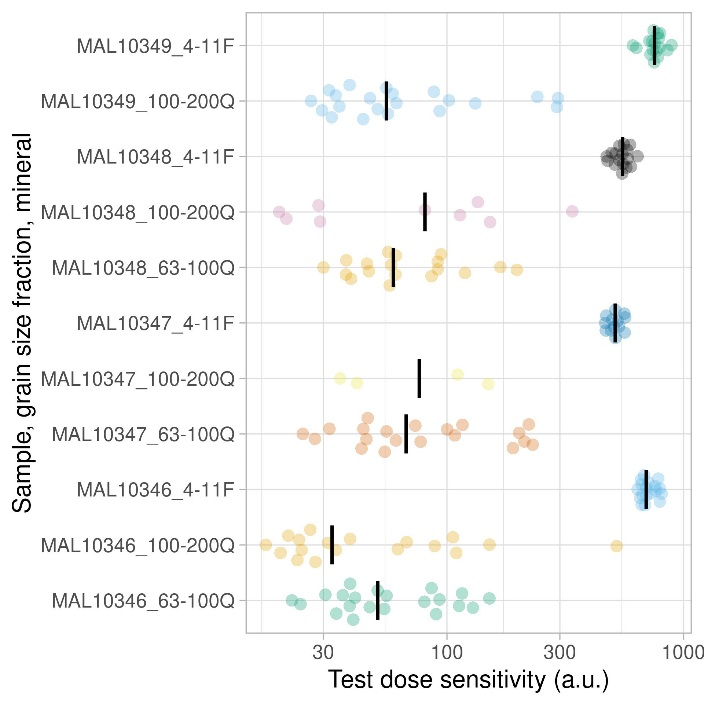 Sample, grain size fraction, mineral
MAL10349_4-11F
MAL10349_100-200Q
MAL10348_4-11F
MAL10348_100-200Q
MAL10348_63-100Q
MAL10347_4-11F
MAL10347_100-200Q
MAL10347_63-100Q
MAL10346_4-11F
MAL10346_100-200Q
MAL10346_63-100Q
30 100 300 1000
Test dose sensitivity (a.u.)